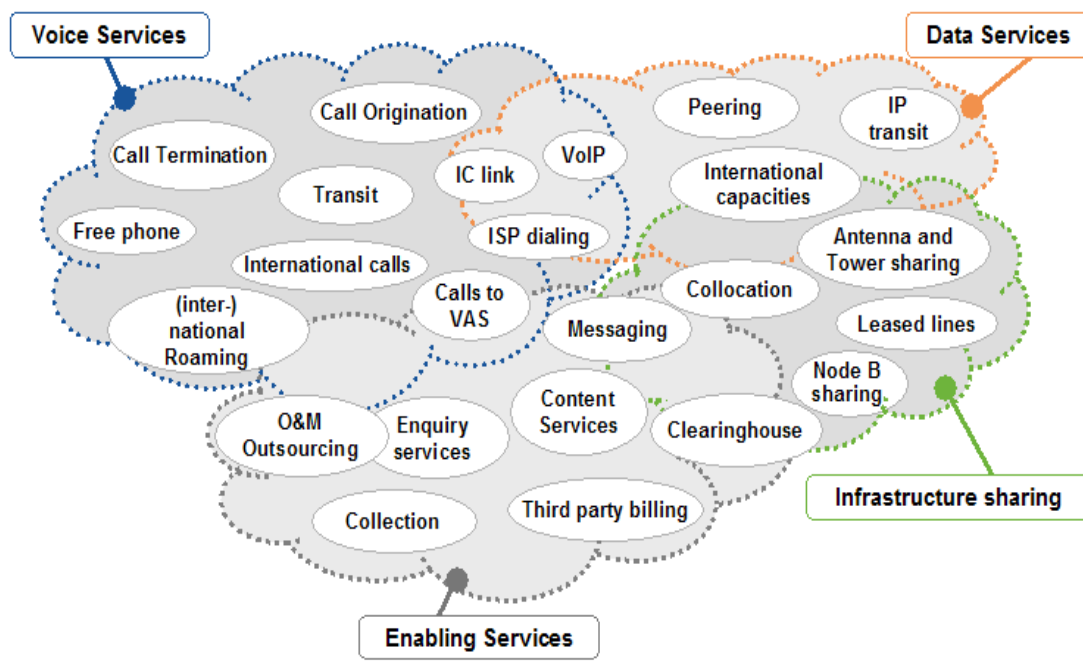 Voice Services
Data Services
Call Origination
Peering
IP
transit
Call Termination
VoIP
IC link
Transit
International
capacities
Free phone
ISP dialing
Antenna and
Tower sharing
International calls
Calls to
VAS
Collocation
(inter-)
national
Roaming
Messaging
Leased lines
Node B
sharing
O&M
Outsourcing
Enquiry
services
Content
Services
Clearinghouse
Infrastructure sharing
Collection
Third party billing
Enabling Services